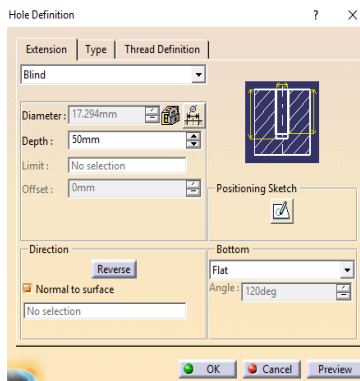 Hole Definition ? ×
Extension Type Thread Definition
Blind
Diameter : 17.294mm
Depth : 50mm
Limit : No selection
Offset : 0mm
Positioning Sketch
Direction
Reverse
Normal to surface
No selection
Bottom
Flat
Angle : 120deg
OK Cancel Preview